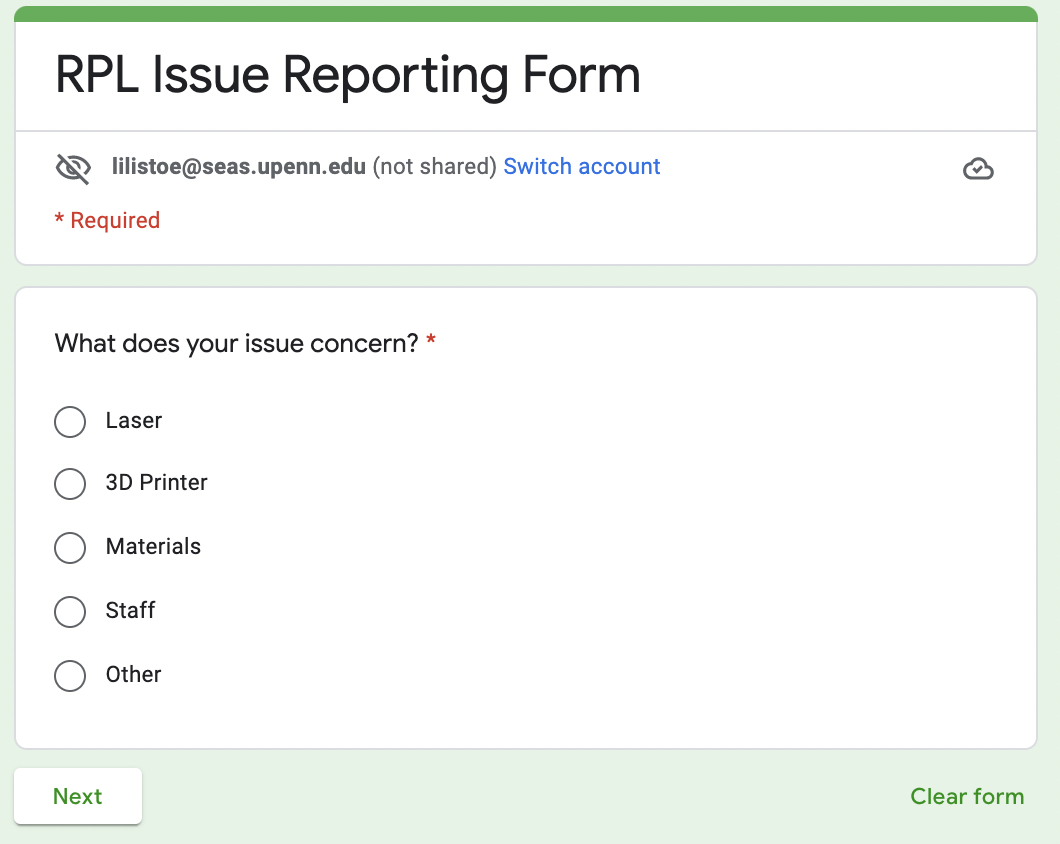 RPL Issue Reporting Form
lilistoe@seas.upenn.edu (not shared) Switch account
* Required
What does your issue concern? *
Laser
3D Printer
Materials
Staff
Other
Next
Clear form